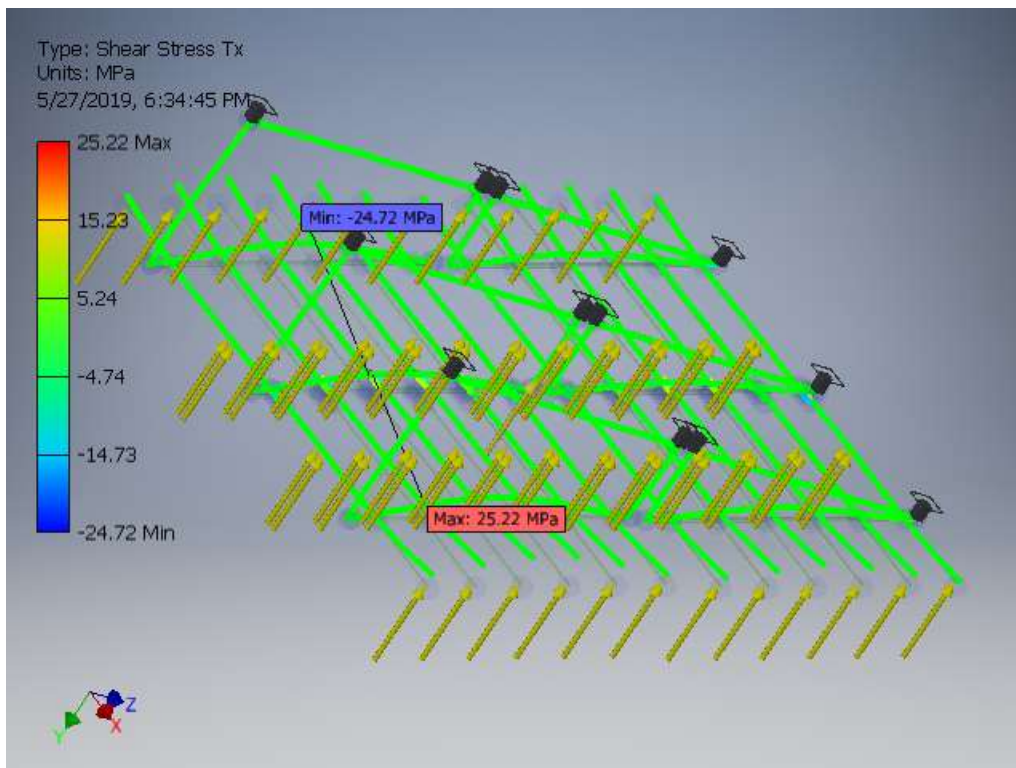 Type: Shear Stress Tx
Units: MPa
5/27/2019, 6:34:45 PM
25.22 Max
15.23
5.24
-4.74
-14.73
-24.72 Min
Min: -24.72 MPa
Max: 25.22 MPa
Z
X
Y